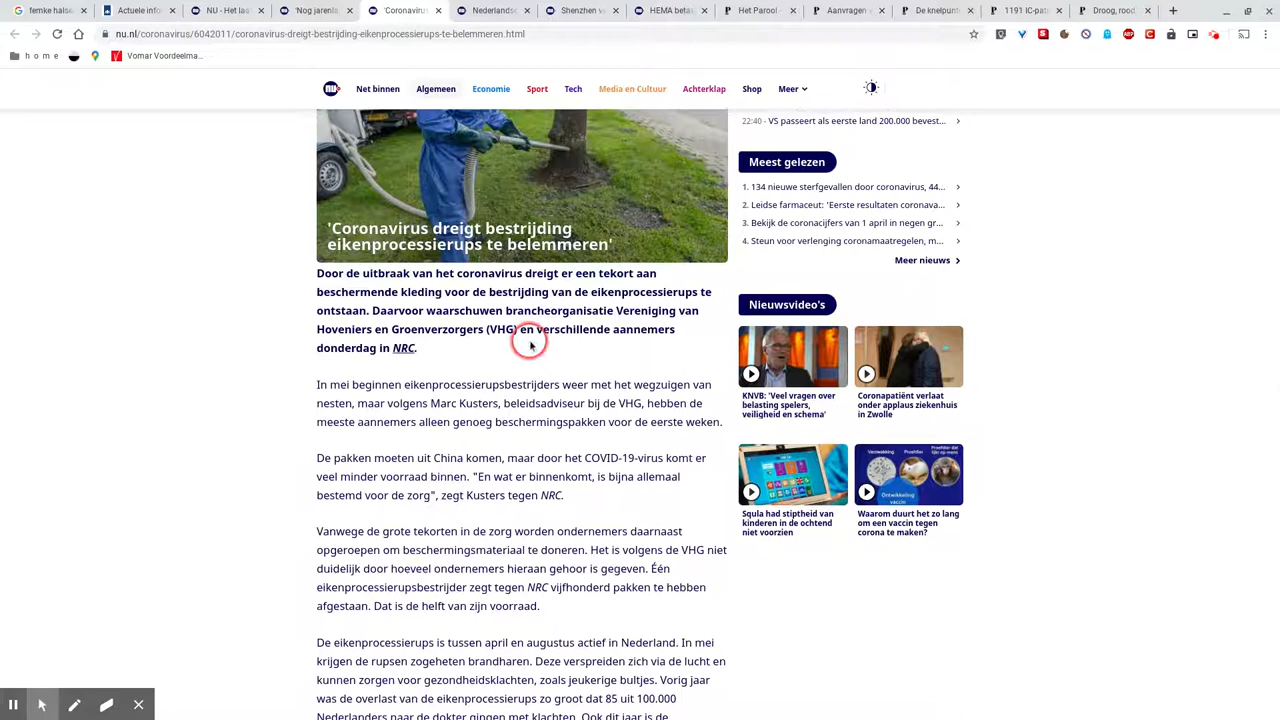 femke halse
Actuele info
NU - Het laat
'Nog jarenla
'Coronavirus
Nederlandse
Shenzhen v
HEMA betaa
Het Parool -
Aanvragen v
De knelpunt
1191 IC-pati
Droog, rood
nu.nl/coronavirus/6042011/coronavirus-dreigt-bestrijding-eikenprocessierups-te-belemmeren.html
h o m e
Vomar Voordeelma...
NU
Net binnen
Algemeen
Economie
Sport
Tech
Media en Cultuur
Achterklap
Shop
Meer
'Coronavirus dreigt bestrijding
eikenprocessierups te belemmeren'
Door de uitbraak van het coronavirus dreigt er een tekort aan
beschermende kleding voor de bestrijding van de eikenprocessierups te
ontstaan. Daarvoor waarschuwen brancheorganisatie Vereniging van
Hoveniers en Groenverzorgers (VHG) en verschillende aannemers
donderdag in NRC.
In mei beginnen eikenprocessierupsbestrijders weer met het wegzuigen van
nesten, maar volgens Marc Kusters, beleidsadviseur bij de VHG, hebben de
meeste aannemers alleen genoeg beschermingspakken voor de eerste weken.
De pakken moeten uit China komen, maar door het COVID-19-virus komt er
veel minder voorraad binnen. "En wat er binnenkomt, is bijna allemaal
bestemd voor de zorg", zegt Kusters tegen NRC.
Vanwege de grote tekorten in de zorg worden ondernemers daarnaast
opgeroepen om beschermingsmateriaal te doneren. Het is volgens de VHG niet
duidelijk door hoeveel ondernemers hieraan gehoor is gegeven. Één
eikenprocessierupsbestrijder zegt tegen NRC vijfhonderd pakken te hebben
afgestaan. Dat is de helft van zijn voorraad.
De eikenprocessierups is tussen april en augustus actief in Nederland. In mei
krijgen de rupsen zogeheten brandharen. Deze verspreiden zich via de lucht en
kunnen zorgen voor gezondheidsklachten, zoals jeukerige bultjes. Vorig jaar
was de overlast van de eikenprocessierups zo groot dat 85 uit 100.000
Nederlanders naar de dokter gingen met klachten. Ook dit jaar is de
22:40 - VS passeert als eerste land 200.000 bevest...
Meest gelezen
1. 134 nieuwe sterfgevallen door coronavirus, 44...
2. Leidse farmaceut: 'Eerste resultaten coronava...
3. Bekijk de coronacijfers van 1 april in negen gr...
4. Steun voor verlenging coronamaatregelen, m...
Meer nieuws
Nieuwsvideo's
KNVB: 'Veel vragen over
belasting spelers,
veiligheid en schema'
Coronapatiënt verlaat
onder applaus ziekenhuis
in Zwolle
Ontwikkeling
vaccin
Squla had stiptheid van
kinderen in de ochtend
niet voorzien
Waarom duurt het zo lang
om een vaccin tegen
corona te maken?